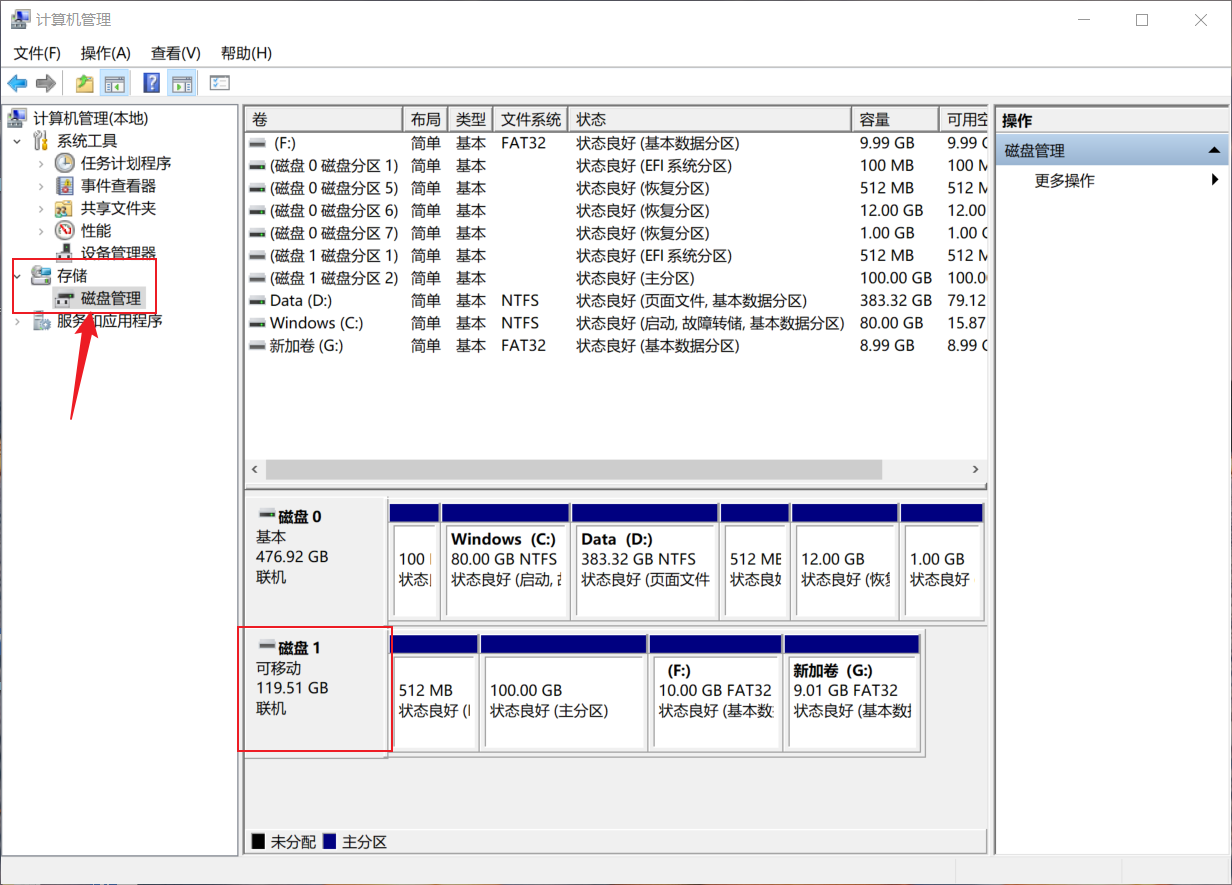 计算机管理
文件(F) 操作(A) 查看(V) 帮助(H)
计算机管理(本地)
系统工具
任务计划程序
事件查看器
共享文件夹
性能
设备管理器
存储
磁盘管理
服务和应用程序
卷 布局 类型 文件系统 状态 容量 可用空
(F:) 简单 基本 FAT32 状态良好 (基本数据分区) 9.99 GB 9.99 G
(磁盘 0 磁盘分区 1) 简单 基本 状态良好 (EFI 系统分区) 100 MB 100 M
(磁盘 0 磁盘分区 5) 简单 基本 状态良好 (恢复分区) 512 MB 512 M
(磁盘 0 磁盘分区 6) 简单 基本 状态良好 (恢复分区) 12.00 GB 12.00
(磁盘 0 磁盘分区 7) 简单 基本 状态良好 (恢复分区) 1.00 GB 1.00 G
(磁盘 1 磁盘分区 1) 简单 基本 状态良好 (EFI 系统分区) 512 MB 512 M
(磁盘 1 磁盘分区 2) 简单 基本 状态良好 (主分区) 100.00 GB 100.0
Data (D:) 简单 基本 NTFS 状态良好 (页面文件, 基本数据分区) 383.32 GB 79.12
Windows (C:) 简单 基本 NTFS 状态良好 (启动, 故障转储, 基本数据分区) 80.00 GB 15.87
新加卷 (G:) 简单 基本 FAT32 状态良好 (基本数据分区) 8.99 GB 8.99 G
磁盘 0
基本
476.92 GB
联机
100
状态
Windows (C:)
80.00 GB NTFS
状态良好 (启动, 
Data (D:)
383.32 GB NTFS
状态良好 (页面文件
512 MB
状态良好
12.00 GB
状态良好 (恢复
1.00 GB
状态良好
磁盘 1
可移动
119.51 GB
联机
512 MB
状态良好 (
100.00 GB
状态良好 (主分区)
(F:)
10.00 GB FAT32
状态良好 (基本数
新加卷 (G:)
9.01 GB FAT32
状态良好 (基本数据
未分配 主分区
操作
磁盘管理
更多操作